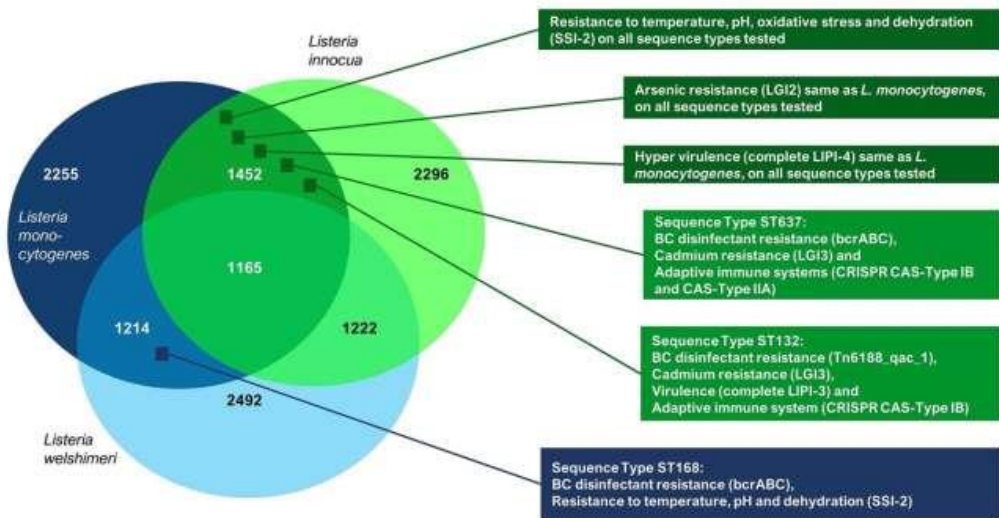 Listeria
innocua
2255
1452
2296
Listeria
mono-
cytogenes
1165
1214
1222
2492
Listeria
welshimeri
Resistance to temperature, pH, oxidative stress and dehydration
(SSI-2) on all sequence types tested
Arsenic resistance (LGI2) same as L. monocytogenes,
on all sequence types tested
Hyper virulence (complete LIPI-4) same as L.
monocytogenes, on all sequence types tested
Sequence Type ST637:
BC disinfectant resistance (bcrABC),
Cadmium resistance (LGI3) and
Adaptive immune systems (CRISPR CAS-Type IB
and CAS-Type IIA)
Sequence Type ST132:
BC disinfectant resistance (Tn6188_qac_1),
Cadmium resistance (LGI3),
Virulence (complete LIPI-3) and
Adaptive immune system (CRISPR CAS-Type IB)
Sequence Type ST168:
BC disinfectant resistance (bcrABC),
Resistance to temperature, pH and dehydration (SSI-2)